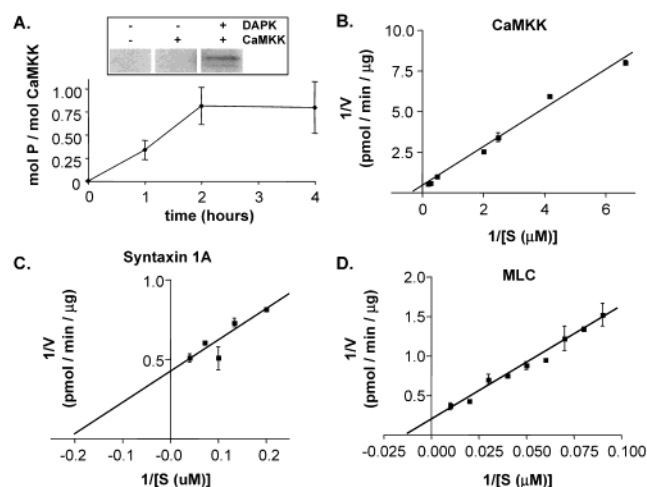 A.
- - + DAPK
- + + CaMKK
mol P / mol CaMKK
1.00
0.75
0.50
0.25
0
0 1 2 3 4
time (hours)
B.
CaMKK
1/V
(pmol / min / µg)
10.0
7.5
5.0
2.5
0 2 4 6
1/[S (µM)]
C.
Syntaxin 1A
1/V
(pmol / min / µg)
1.0
0.5
-0.2 -0.1 -0.0 0.1 0.2
1/[S (uM)]
D.
MLC
1/V
(pmol / min / µg)
2.0
1.5
1.0
0.5
-0.025 0.000 0.025 0.050 0.075 0.100
1/[S (µM)]